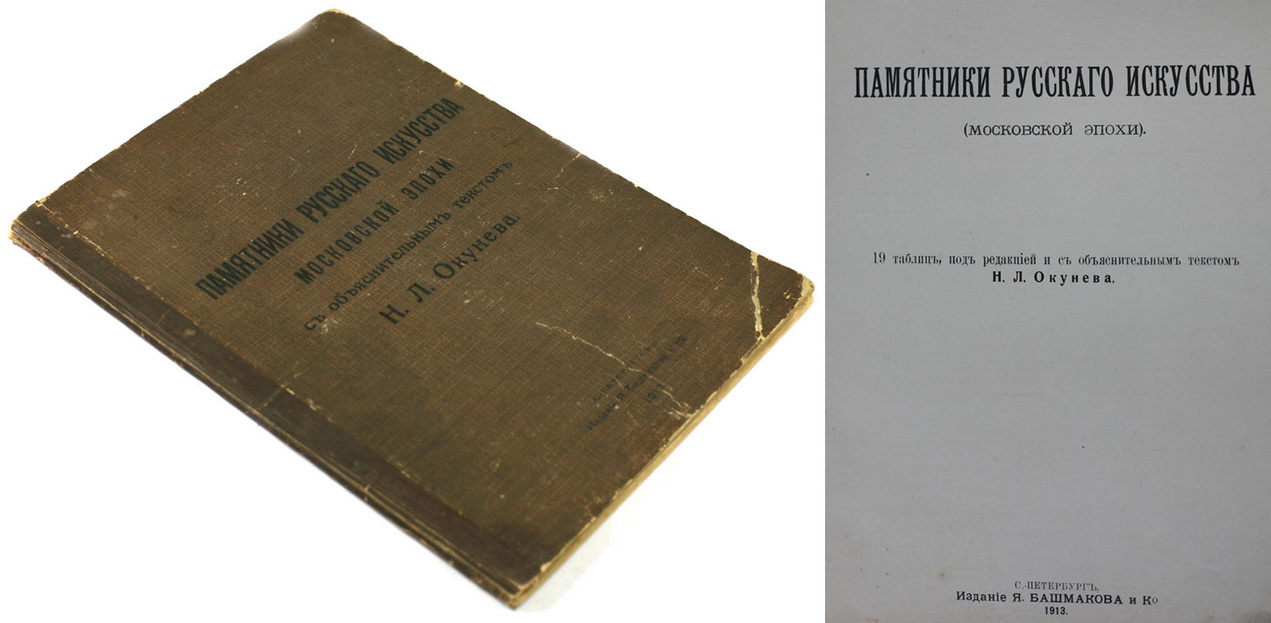 ПАМЯТНИКИ РУССКАГО ИСКУССТВА
МОСКОВСКОЙ ЭПОХИ
съ объяснительнымъ текстомъ
Н. Л. Окунева.
1913
ПАМЯТНИКИ РУССКАГО ИСКУССТВА
(МОСКОВСКОЙ ЭПОХИ).
19 таблицъ, подъ редакціей и съ объяснительнымъ текстомъ
Н. Л. Окунева.
С.-ПЕТЕРБУРГЪ.
Изданіе Я. БАШМАКОВА и Ко
1913.